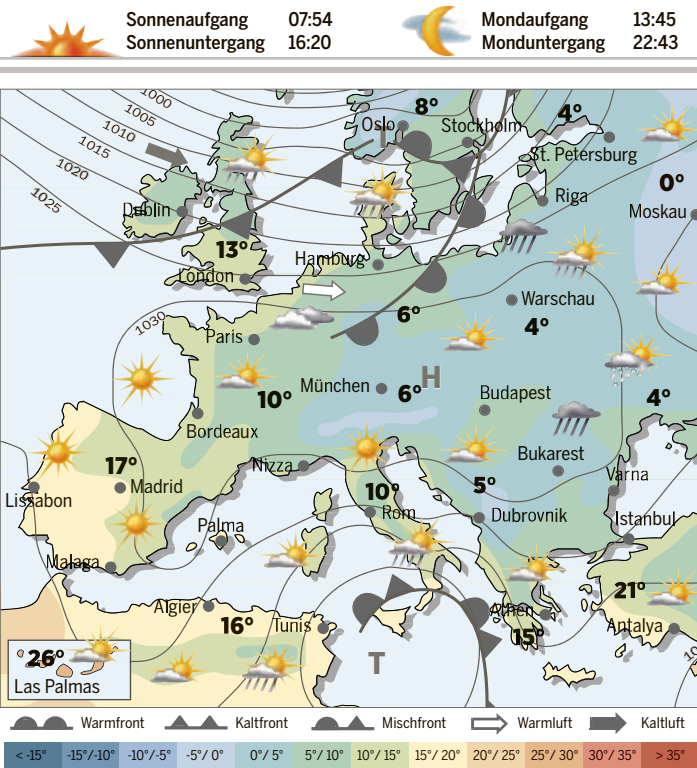 Sonnenaufgang 07:54
Sonnenuntergang 16:20
Mondaufgang 13:45
Monduntergang 22:43
1000
1005
1010
1015
1020
1025
Oslo
8°
T
Stockholm
4°
St. Petersburg
0°
Moskau
Riga
Dublin
13°
London
Hamburg
Warschau
4°
6°
1030
Paris
10°
München
6°
H
Budapest
4°
Bordeaux
Bukarest
Varna
17°
Madrid
Nizza
10°
Rom
5°
Dubrovnik
Istanbul
Lissabon
Palma
Malaga
Algier
16°
Tunis
T
Athen
15°
21°
Antalya
10
26°
Las Palmas
Warmfront
Kaltfront
Mischfront
Warmluft
Kaltluft
< -15° -15°/-10° -10°/-5° -5°/ 0° 0°/ 5° 5°/ 10° 10°/ 15° 15°/ 20° 20°/ 25° 25°/ 30° 30°/ 35° > 35°